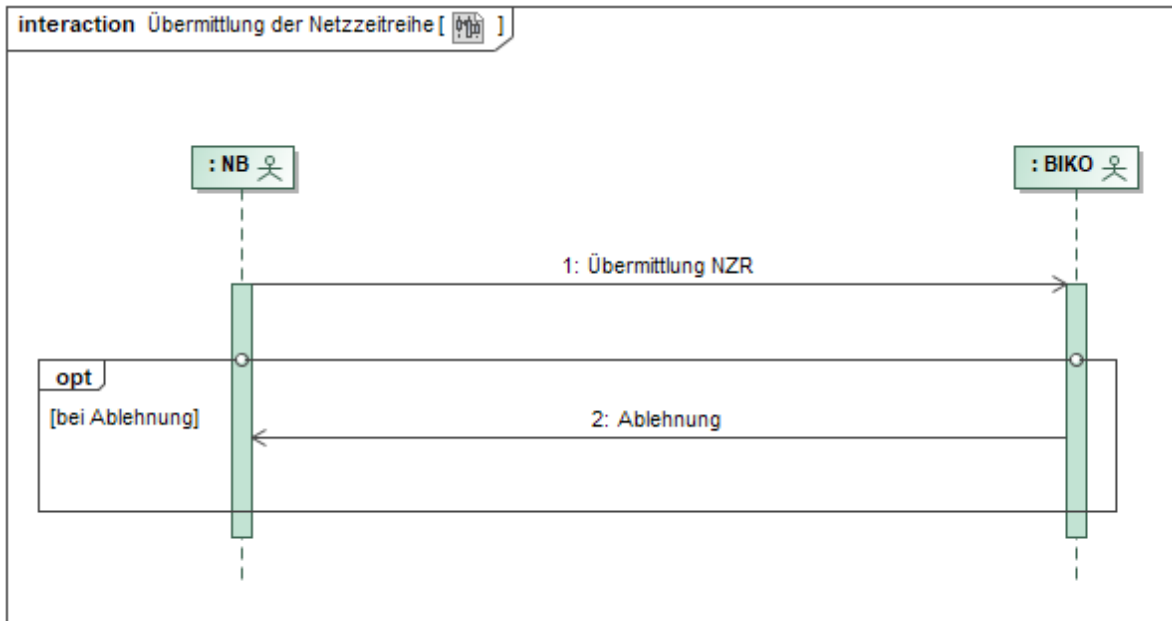 interaction Übermittlung der Netzzeitreihe [ ]
: NB
: BIKO
1: Übermittlung NZR
opt
[bei Ablehnung]
2: Ablehnung